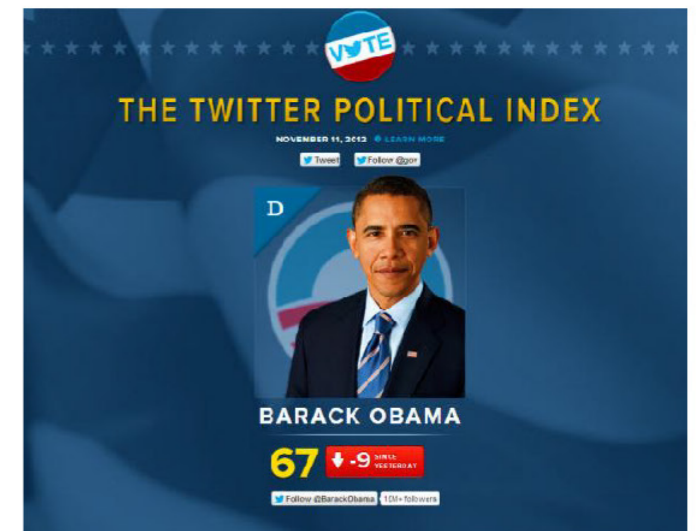 VOTE
THE TWITTER POLITICAL INDEX
NOVEMBER 11, 2013 LEARN MORE
Tweet Follow @gov
D
BARACK OBAMA
67 -9 SINCE
YESTERDAY
Follow @BarackObama 10M+ followers